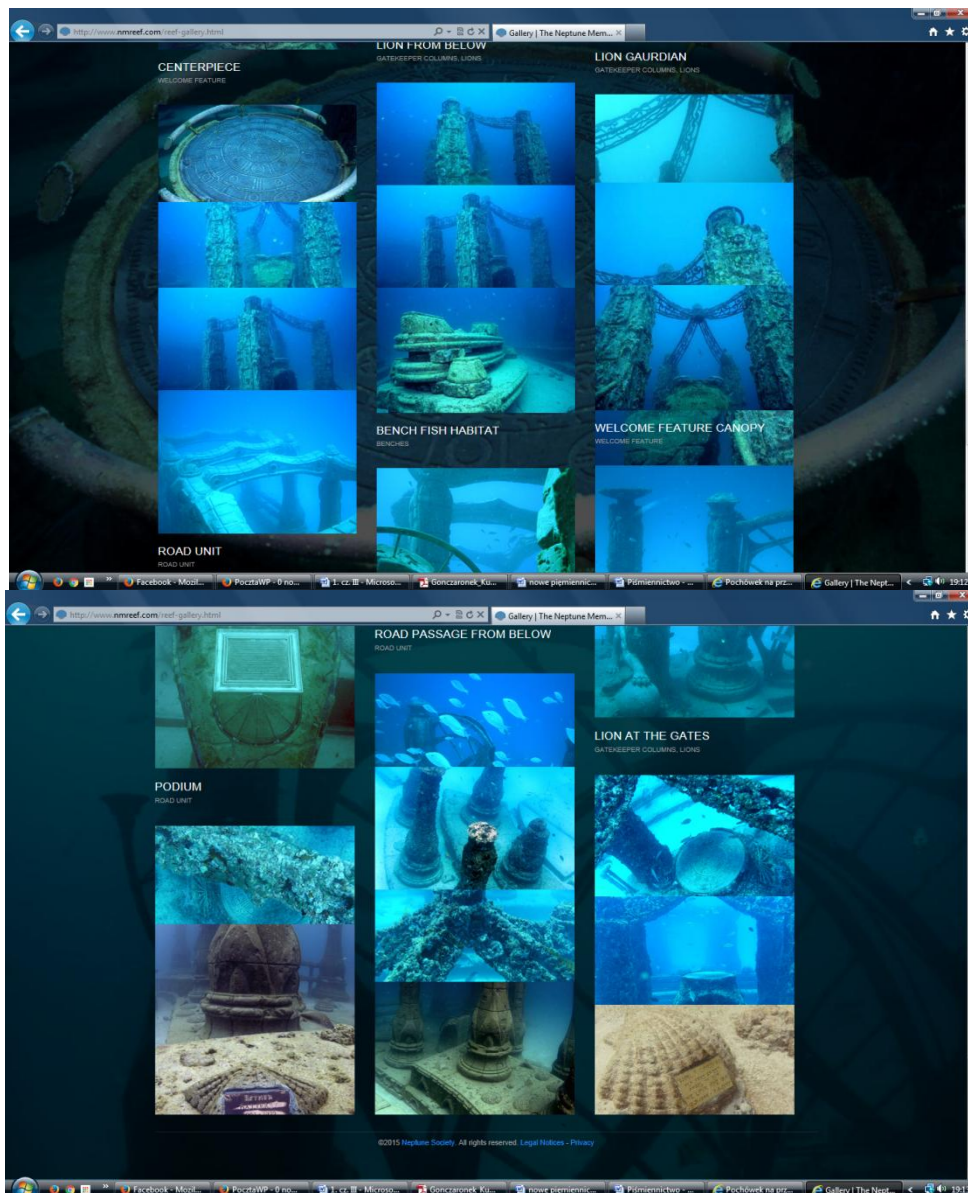 http://www.nmreef.com/reef-gallery.html
Gallery | The Neptune Mem...
CENTERPIECE
WELCOME FEATURE
ROAD UNIT
ROAD UNIT
LION FROM BELOW
GATEKEEPER COLUMNS, LIONS
BENCH FISH HABITAT
BENCHES
LION GAURDIAN
GATEKEEPER COLUMNS, LIONS
WELCOME FEATURE CANOPY
WELCOME FEATURE
Facebook - Mozil...
PocztaWP - 0 no...
1. cz. III - Microso...
Gonczaronek_Ku...
nowe piemiennic...
Piśmiennictwo - ...
Pochówek na prz...
Gallery | The Nept...
19:12
http://www.nmreef.com/reef-gallery.html
Gallery | The Neptune Mem...
PODIUM
ROAD UNIT
ROAD PASSAGE FROM BELOW
ROAD UNIT
LION AT THE GATES
GATEKEEPER COLUMNS, LIONS
©2015 Neptune Society. All rights reserved. Legal Notices - Privacy
Facebook - Mozil...
PocztaWP - 0 no...
1. cz. III - Microso...
Gonczaronek_Ku...
nowe piemiennic...
Piśmiennictwo - ...
Pochówek na prz...
Gallery | The Nept...